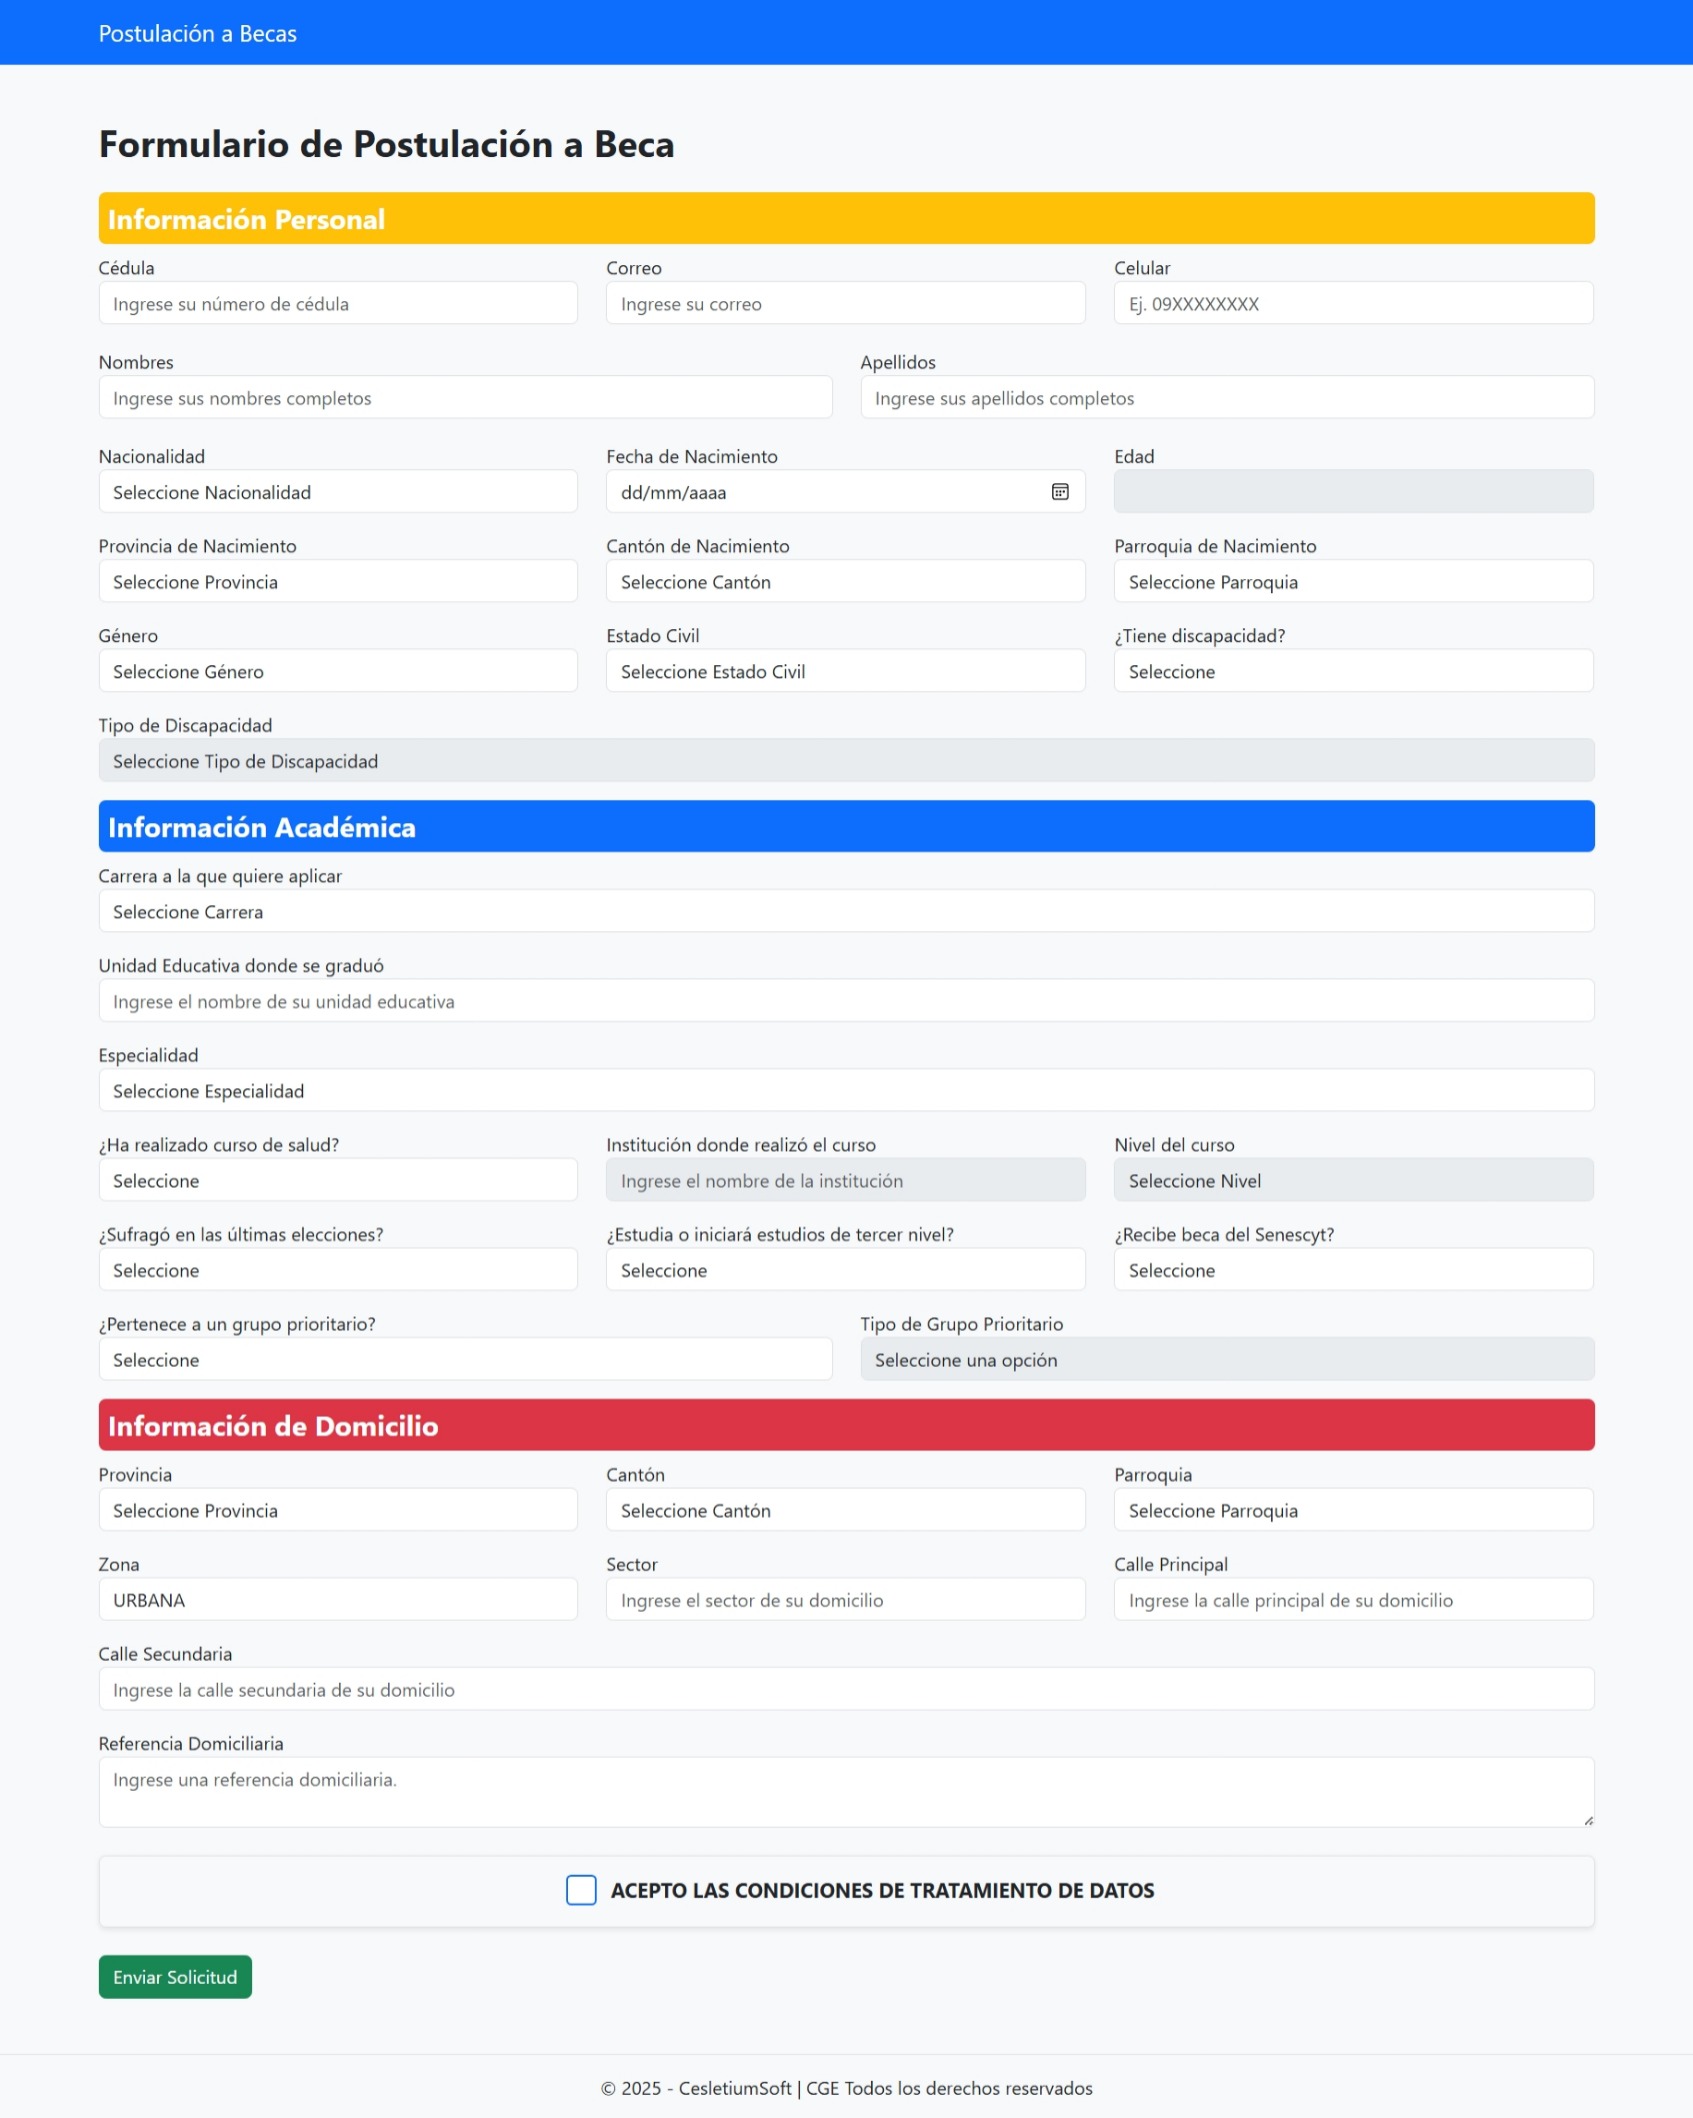 Postulación a Becas
Formulario de Postulación a Beca
Información Personal
Cédula
Correo
Celular
Ingrese su número de cédula
Ingrese su correo
Ej. 09XXXXXXXX
Nombres
Apellidos
Ingrese sus nombres completos
Ingrese sus apellidos completos
Nacionalidad
Fecha de Nacimiento
Edad
Seleccione Nacionalidad
dd/mm/aaaa
Provincia de Nacimiento
Cantón de Nacimiento
Parroquia de Nacimiento
Seleccione Provincia
Seleccione Cantón
Seleccione Parroquia
Género
Estado Civil
¿Tiene discapacidad?
Seleccione Género
Seleccione Estado Civil
Seleccione
Tipo de Discapacidad
Seleccione Tipo de Discapacidad
Información Académica
Carrera a la que quiere aplicar
Seleccione Carrera
Unidad Educativa donde se graduó
Ingrese el nombre de su unidad educativa
Especialidad
Seleccione Especialidad
¿Ha realizado curso de salud?
Institución donde realizó el curso
Nivel del curso
Seleccione
Ingrese el nombre de la institución
Seleccione Nivel
¿Sufragó en las últimas elecciones?
¿Estudia o iniciará estudios de tercer nivel?
¿Recibe beca del Senescyt?
Seleccione
Seleccione
Seleccione
¿Pertenece a un grupo prioritario?
Tipo de Grupo Prioritario
Seleccione
Seleccione una opción
Información de Domicilio
Provincia
Cantón
Parroquia
Seleccione Provincia
Seleccione Cantón
Seleccione Parroquia
Zona
Sector
Calle Principal
URBANA
Ingrese el sector de su domicilio
Ingrese la calle principal de su domicilio
Calle Secundaria
Ingrese la calle secundaria de su domicilio
Referencia Domiciliaria
Ingrese una referencia domiciliaria.
ACEPTO LAS CONDICIONES DE TRATAMIENTO DE DATOS
Enviar Solicitud
© 2025 - CesletiumSoft | CGE Todos los derechos reservados